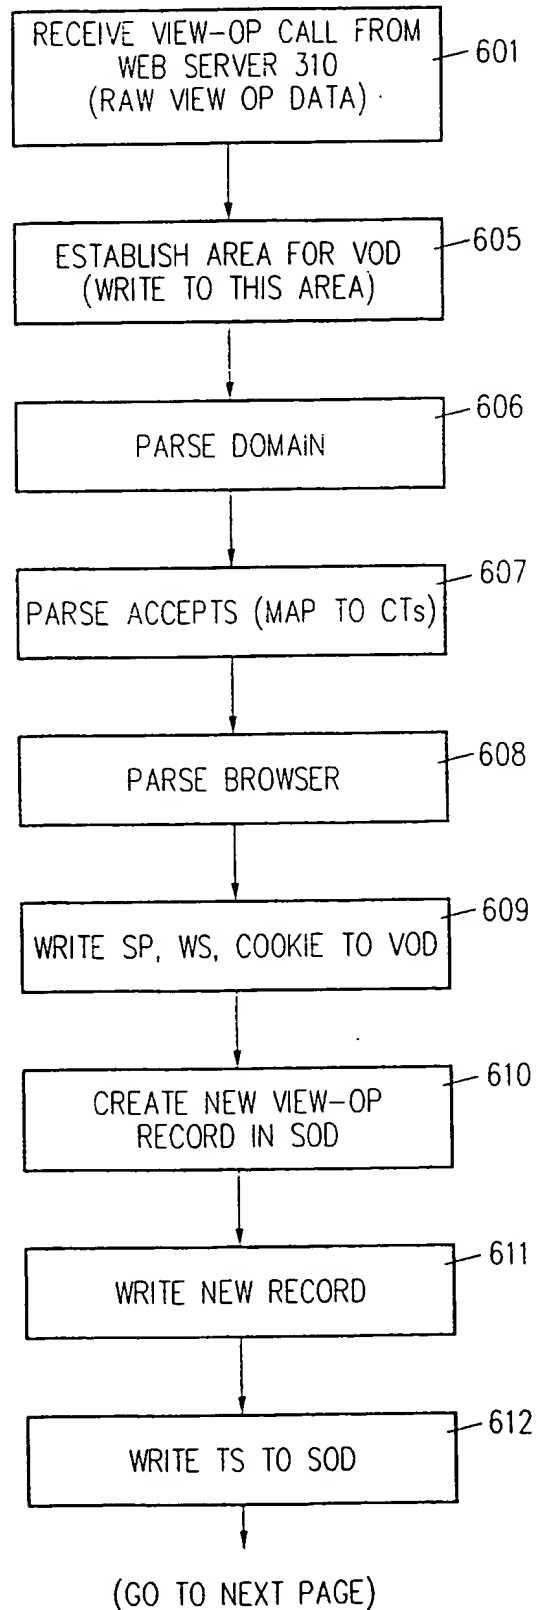 RECEIVE VIEW-OP CALL FROM
WEB SERVER 310
(RAW VIEW OP DATA)
601
ESTABLISH AREA FOR VOD
(WRITE TO THIS AREA)
605
PARSE DOMAIN
606
PARSE ACCEPTS (MAP TO CTs)
607
PARSE BROWSER
608
WRITE SP, WS, COOKIE TO VOD
609
CREATE NEW VIEW-OP
RECORD IN SOD
610
WRITE NEW RECORD
611
WRITE TS TO SOD
612
(GO TO NEXT PAGE)